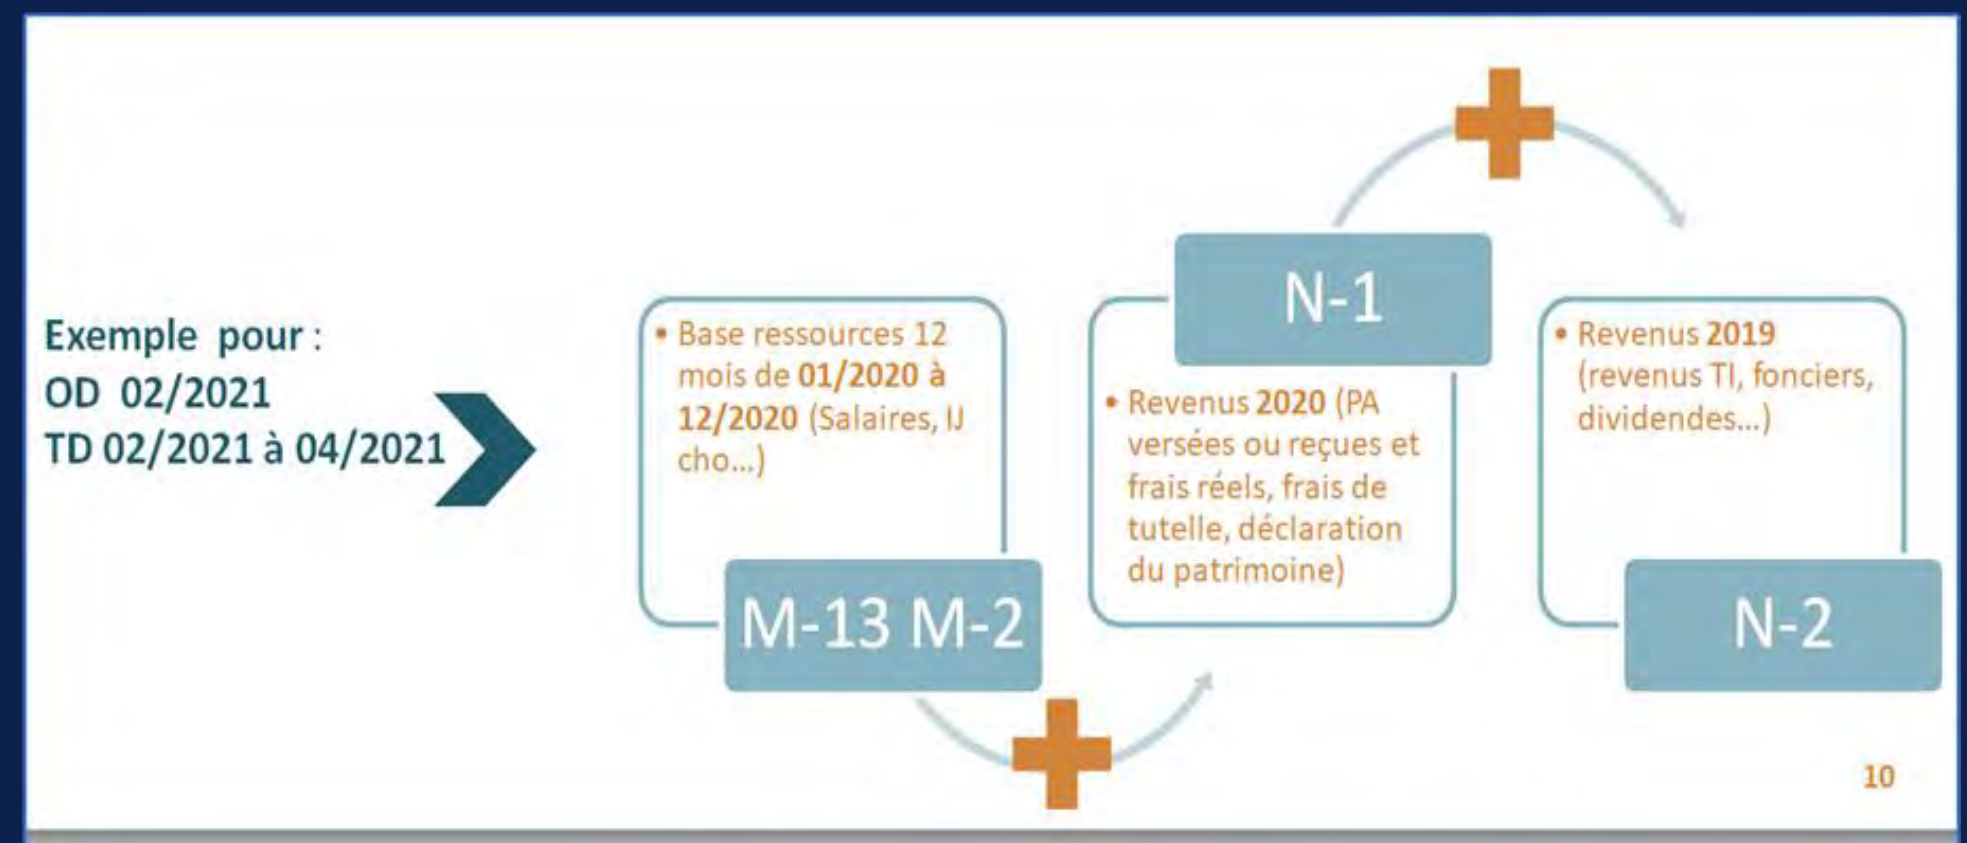 Exemple pour :
OD 02/2021
TD 02/2021 à 04/2021
• Base ressources 12
mois de 01/2020 à
12/2020 (Salaires, IJ
cho...)
M-13 M-2
N-1
• Revenus 2020 (PA
versées ou reçues et
frais réels, frais de
tutelle, déclaration
du patrimoine)
• Revenus 2019
(revenus TI, fonciers,
dividendes...)
N-2
10